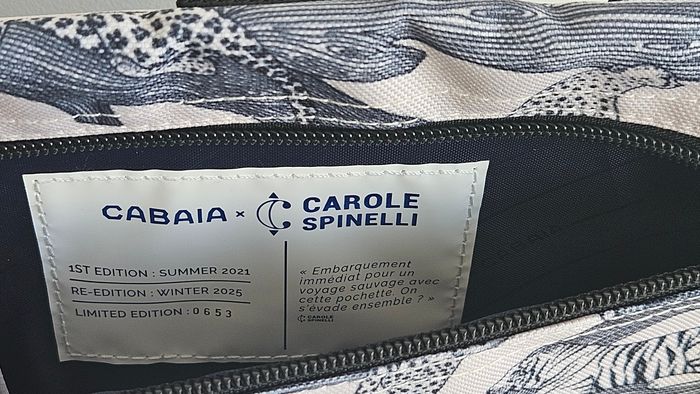 CABAIA × CAROLE SPINELLI
1ST EDITION : SUMMER 2021
RE-EDITION : WINTER 2025
LIMITED EDITION : 0653
« Embarquement
immédiat pour un
voyage sauvage avec
cette pochette. On
s'évade ensemble ? »
CAROLE
SPINELLI